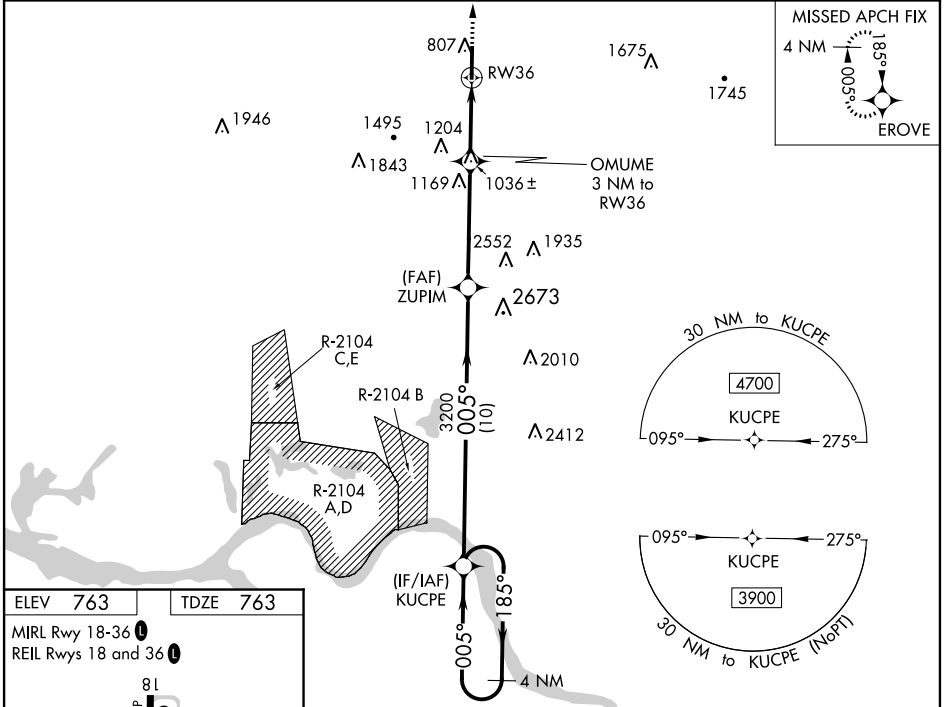 MISSED APCH FIX
4 NM
185°
005°
EROVE
807
RW36
1675
1745
1946
1495
1204
1843
1169
1036±
OMUME
3 NM to
RW36
2552
1935
(FAF)
ZUPIM
2673
R-2104
C,E
R-2104 B
2010
3200
005°
(10)
2412
R-2104
A,D
30 NM to KUCPE
4700
KUCPE
095°
275°
095°
275°
KUCPE
3900
30 NM to KUCPE (NoPT)
(IF/IAF)
KUCPE
005°
185°
4 NM
ELEV 763
TDZE 763
MIRL Rwy 18-36 L
REIL Rwys 18 and 36 L
18
P